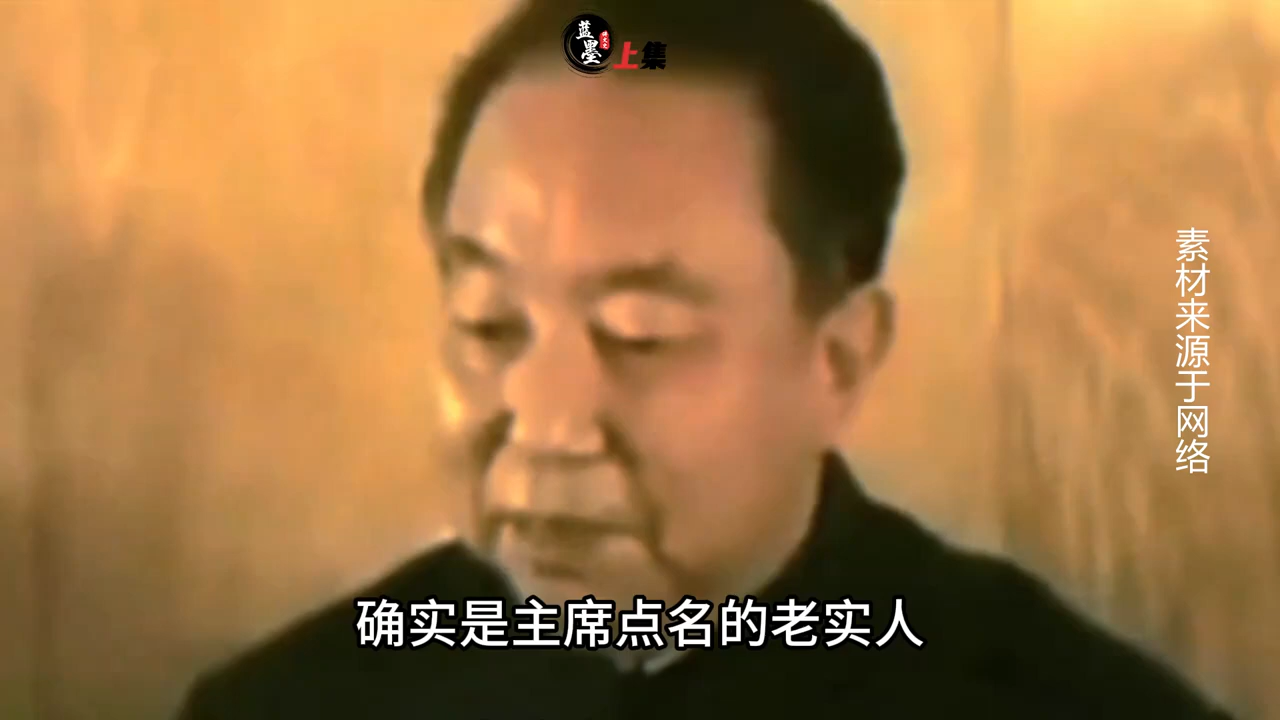 蓝墨
上集
素材来源于网络
确实是主席点名的老实人